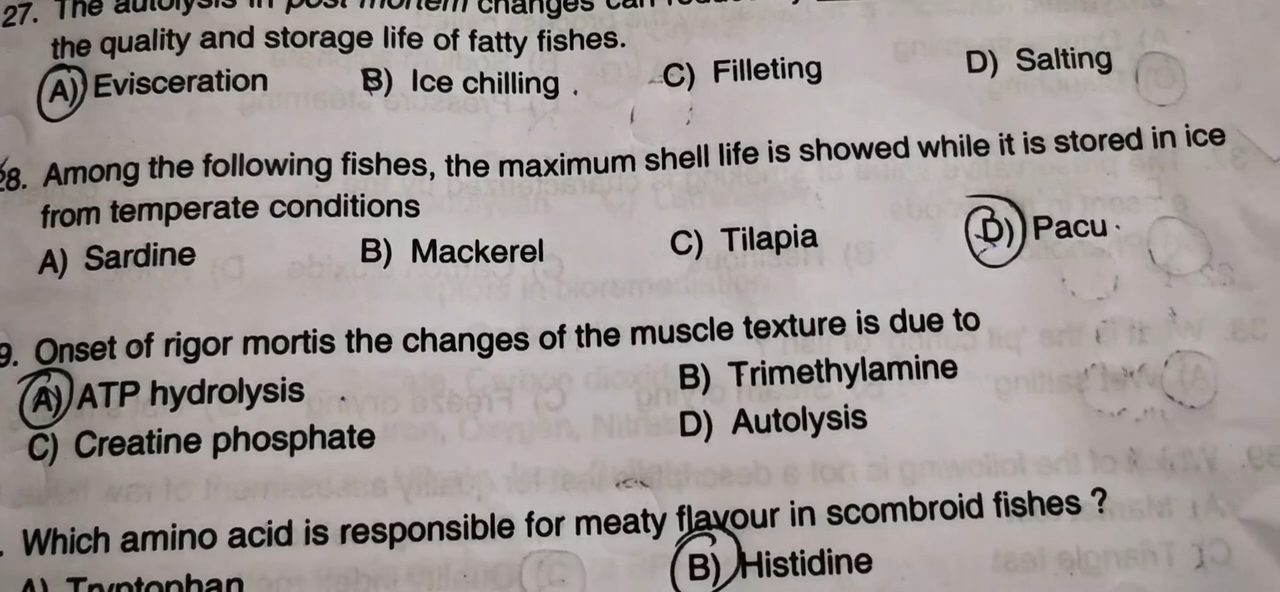 27. The autolysis in post mortem changes can
the quality and storage life of fatty fishes.
A) Evisceration B) Ice chilling . C) Filleting D) Salting
28. Among the following fishes, the maximum shell life is showed while it is stored in ice
from temperate conditions
A) Sardine B) Mackerel C) Tilapia D) Pacu
9. Onset of rigor mortis the changes of the muscle texture is due to
A) ATP hydrolysis B) Trimethylamine
C) Creatine phosphate D) Autolysis
. Which amino acid is responsible for meaty flavour in scombroid fishes ?
A) Tryptophan B) Histidine